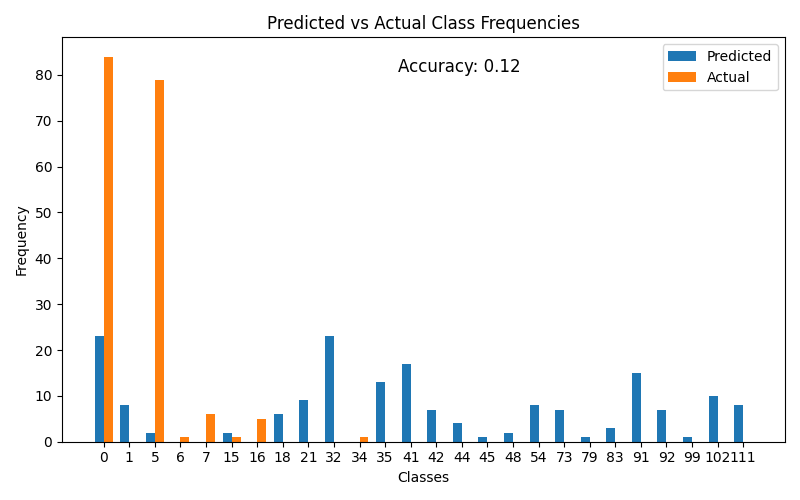 Predicted vs Actual Class Frequencies
Accuracy: 0.12
Predicted
Actual
Frequency
80
70
60
50
40
30
20
10
0
0 1 5 6 7 15 16 18 21 32 34 35 41 42 44 45 48 54 73 79 83 91 92 99 102 111
Classes